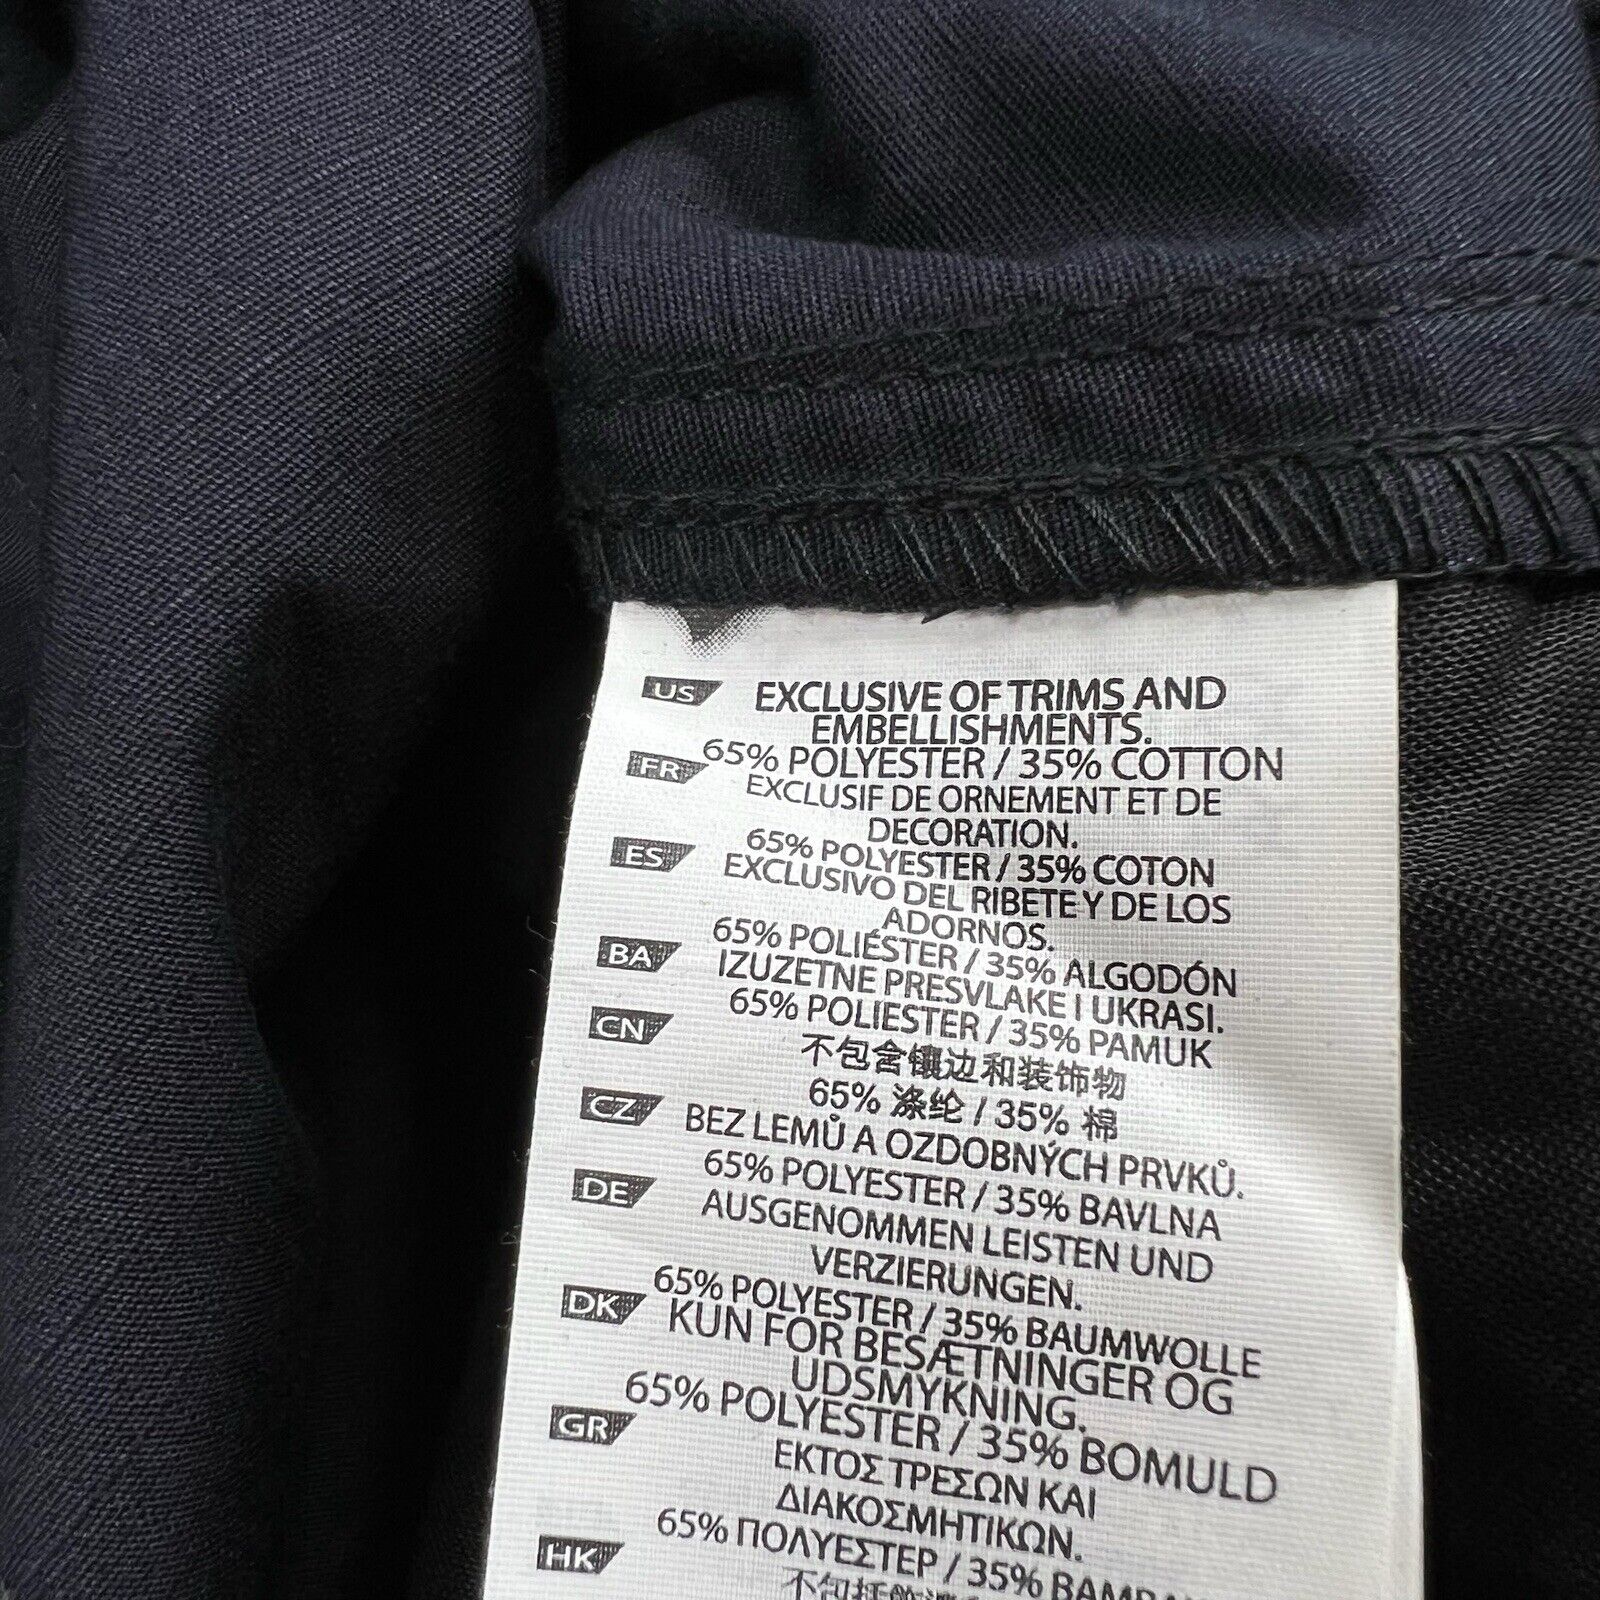 US EXCLUSIVE OF TRIMS AND
EMBELLISHMENTS.
65% POLYESTER / 35% COTTON
FR EXCLUSIF DE ORNEMENT ET DE
DECORATION.
65% POLYESTER / 35% COTON
ES EXCLUSIVO DEL RIBETE Y DE LOS
ADORNOS.
65% POLIÉSTER / 35% ALGODÓN
BA IZUZETNE PRESVLAKE I UKRASI.
65% POLIESTER / 35% PAMUK
CN 不包含镶边和装饰物
65% 涤纶 / 35% 棉
CZ BEZ LEMŮ A OZDOBNÝCH PRVKŮ.
65% POLYESTER / 35% BAVLNA
DE AUSGENOMMEN LEISTEN UND
VERZIERUNGEN.
65% POLYESTER / 35% BAUMWOLLE
DK KUN FOR BESÆTNINGER OG
UDSMYKNING.
65% POLYESTER / 35% BOMULD
GR ΕΚΤΟΣ ΤΡΕΣΩΝ ΚΑΙ
ΔΙΑΚΟΣΜΗΤΙΚΩΝ.
65% ΠΟΛΥΕΣΤΕΡ / 35%
HK